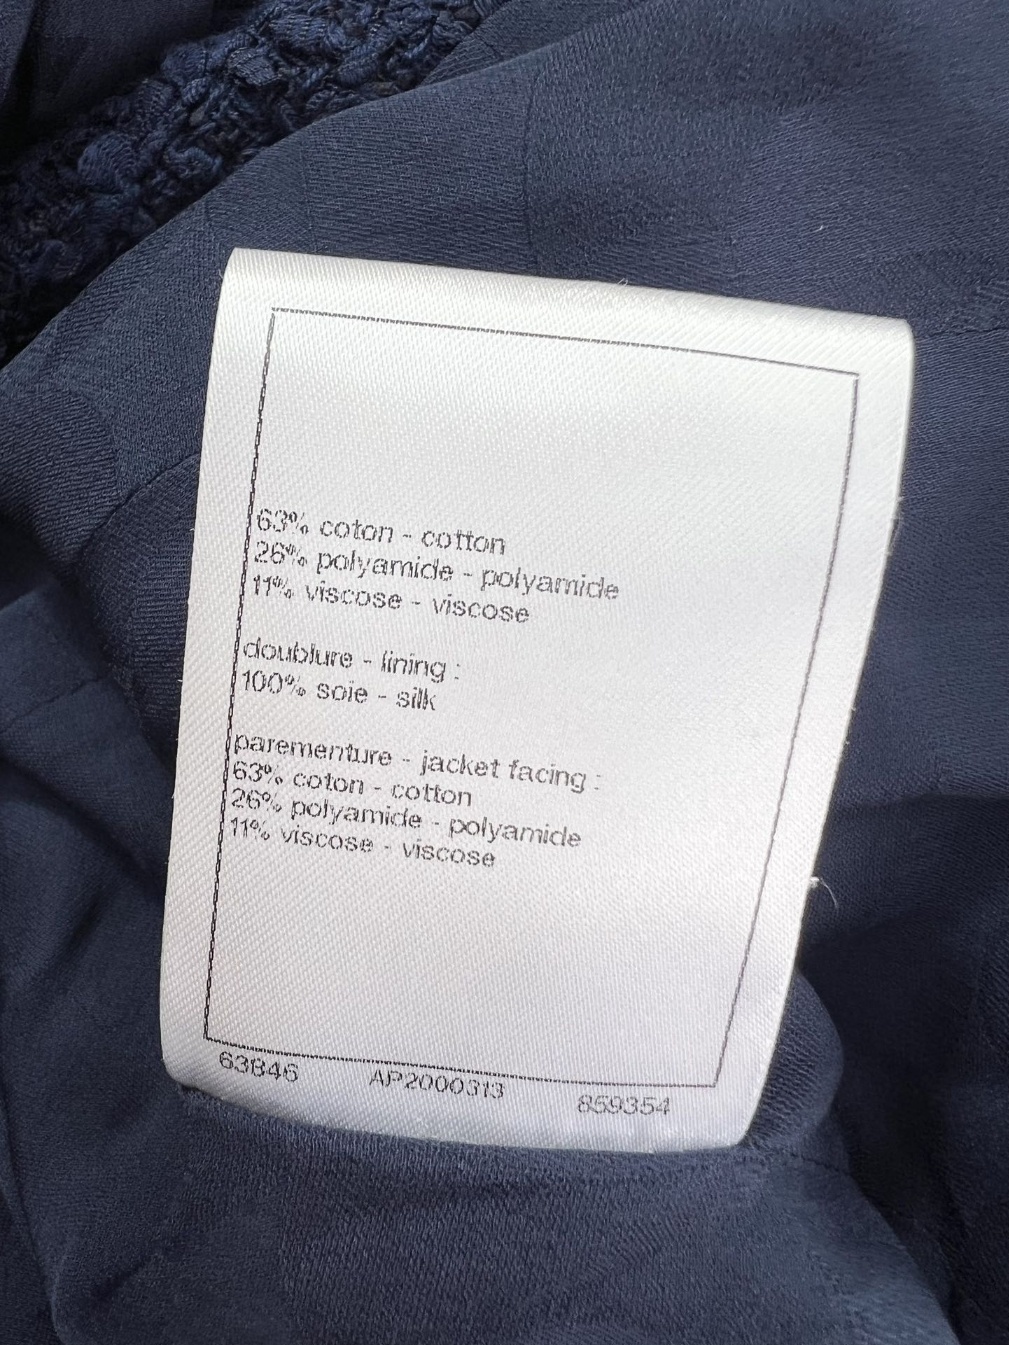 63% coton - cotton
26% polyamide - polyamide
11% viscose - viscose
doublure - lining :
100% soie - silk
parementure - jacket facing :
63% coton - cotton
26% polyamide - polyamide
11% viscose - viscose
63846 AP2000313 859354